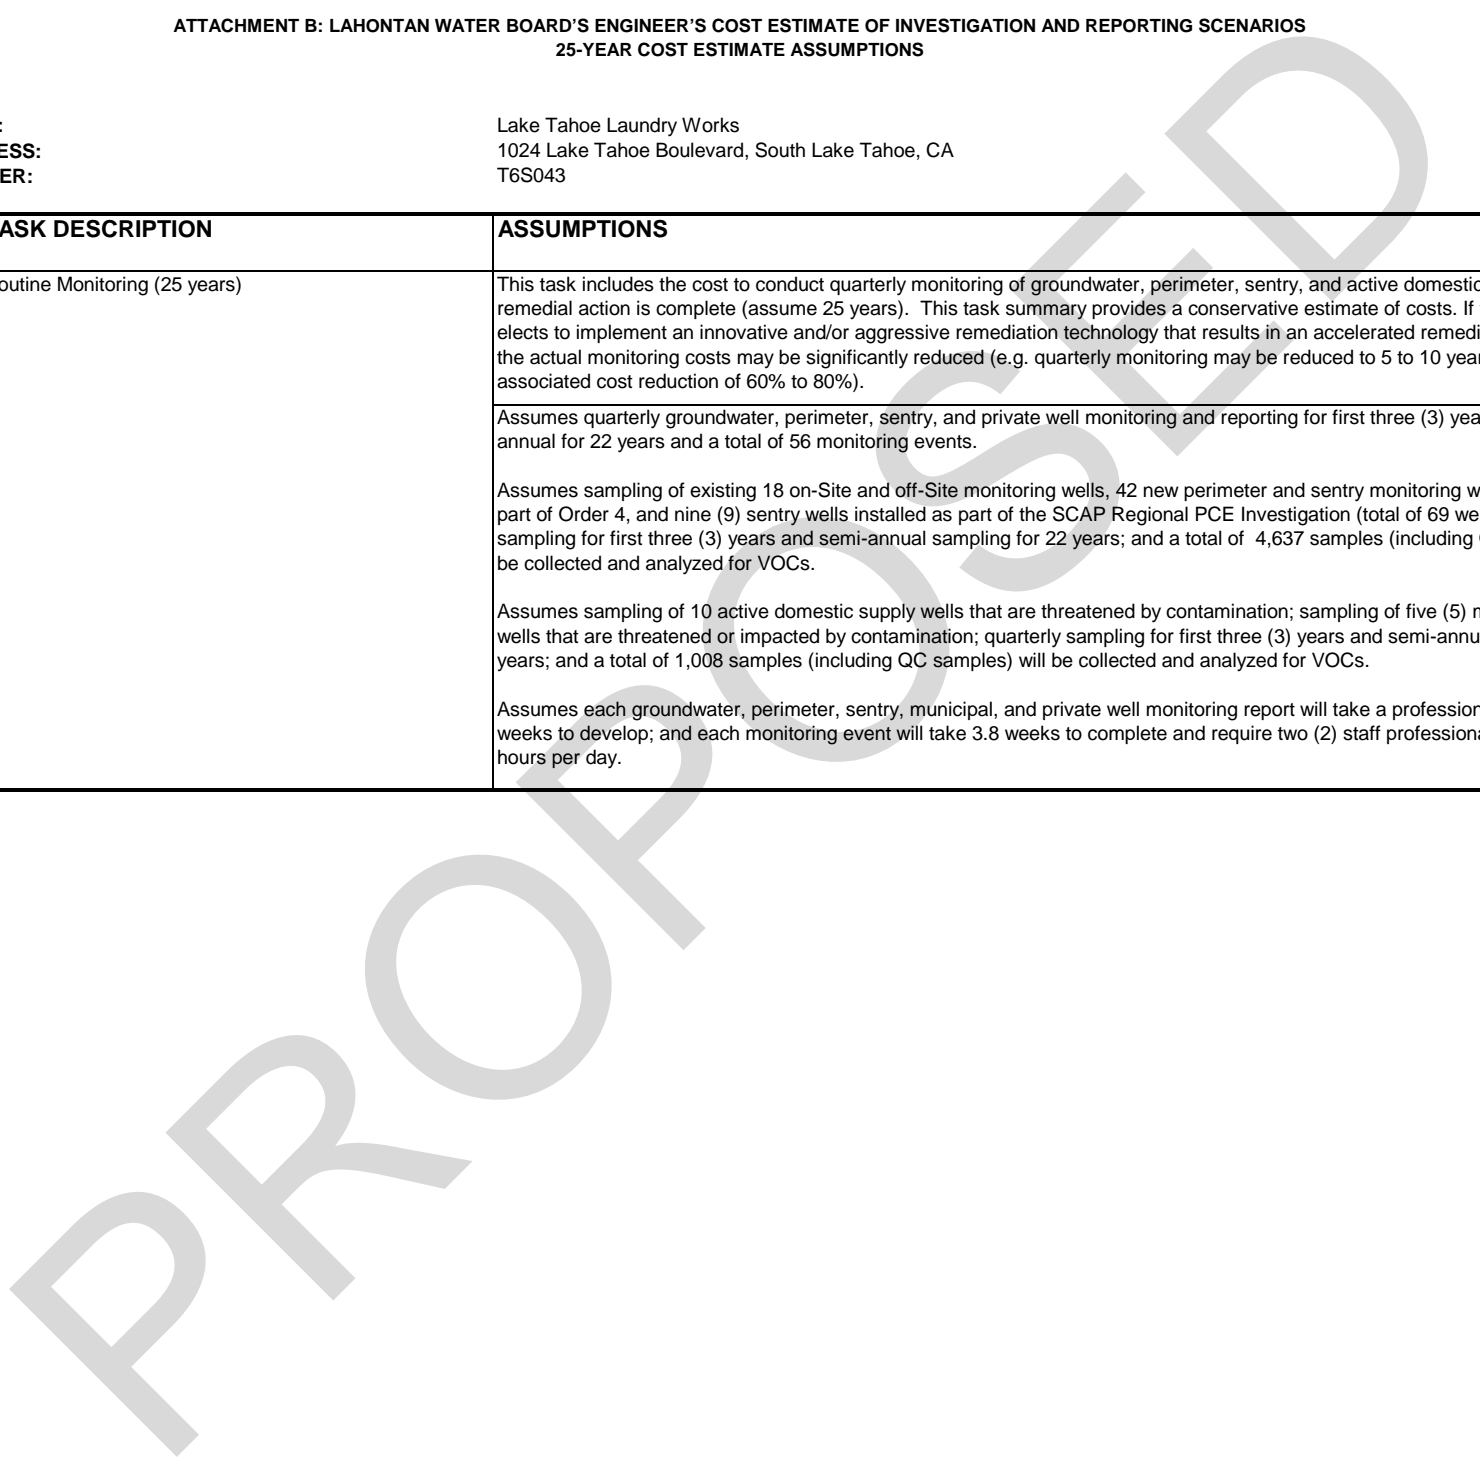 ATTACHMENT B: LAHONTAN WATER BOARD'S ENGINEER'S COST ESTIMATE OF INVESTIGATION AND REPORTING SCENARIOS
25-YEAR COST ESTIMATE ASSUMPTIONS
: Lake Tahoe Laundry Works
ESS: 1024 Lake Tahoe Boulevard, South Lake Tahoe, CA
ER: T6S043
ASK DESCRIPTION ASSUMPTIONS
outine Monitoring (25 years) This task includes the cost to conduct quarterly monitoring of groundwater, perimeter, sentry, and active domestic
remedial action is complete (assume 25 years). This task summary provides a conservative estimate of costs. If
elects to implement an innovative and/or aggressive remediation technology that results in an accelerated remedi
the actual monitoring costs may be significantly reduced (e.g. quarterly monitoring may be reduced to 5 to 10 year
associated cost reduction of 60% to 80%).
Assumes quarterly groundwater, perimeter, sentry, and private well monitoring and reporting for first three (3) yea
annual for 22 years and a total of 56 monitoring events.
Assumes sampling of existing 18 on-Site and off-Site monitoring wells, 42 new perimeter and sentry monitoring w
part of Order 4, and nine (9) sentry wells installed as part of the SCAP Regional PCE Investigation (total of 69 we
sampling for first three (3) years and semi-annual sampling for 22 years; and a total of 4,637 samples (including
be collected and analyzed for VOCs.
Assumes sampling of 10 active domestic supply wells that are threatened by contamination; sampling of five (5) m
wells that are threatened or impacted by contamination; quarterly sampling for first three (3) years and semi-annu
years; and a total of 1,008 samples (including QC samples) will be collected and analyzed for VOCs.
Assumes each groundwater, perimeter, sentry, municipal, and private well monitoring report will take a profession
weeks to develop; and each monitoring event will take 3.8 weeks to complete and require two (2) staff professiona
hours per day.
PROPOSED